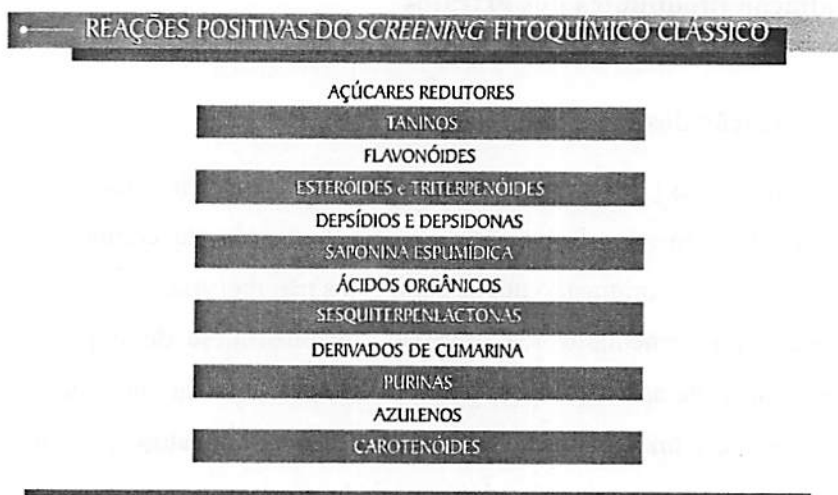 REAÇÕES POSITIVAS DO SCREENING FITOQUÍMICO CLÁSSICO
AÇÚCARES REDUTORES
TANINOS
FLAVONÓIDES
ESTERÓIDES e TRITERPENÓIDES
DEPSÍDIOS E DEPSIDONAS
SAPONINA ESPUMÍDICA
ÁCIDOS ORGÂNICOS
SESQUITERPENLACTONAS
DERIVADOS DE CUMARINA
PURINAS
AZULENOS
CAROTENÓIDES